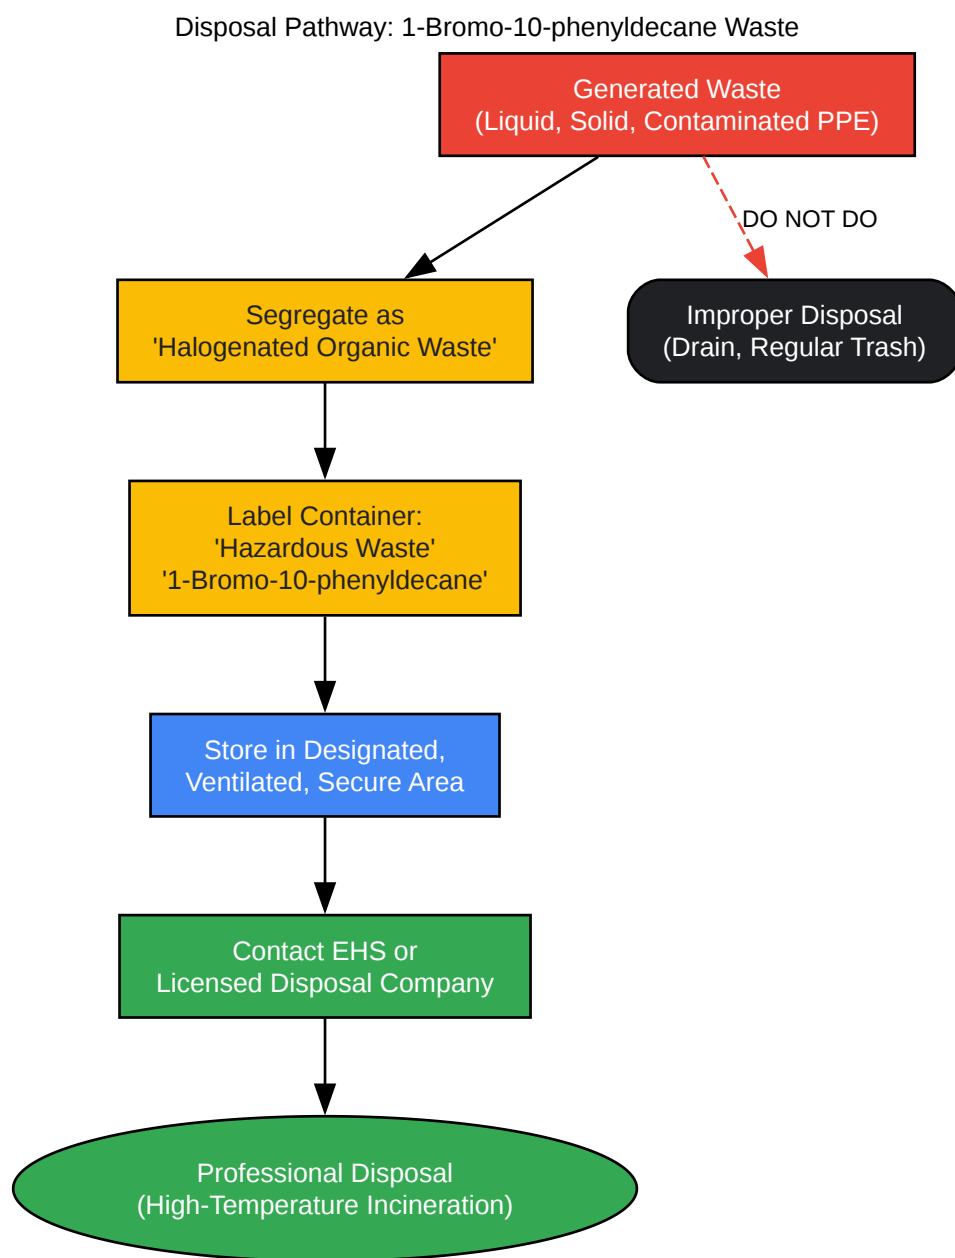 Disposal Pathway: 1-Bromo-10-phenyldecane Waste
Generated Waste
(Liquid, Solid, Contaminated PPE)
DO NOT DO
Segregate as
'Halogenated Organic Waste'
Improper Disposal
(Drain, Regular Trash)
Label Container:
'Hazardous Waste'
'1-Bromo-10-phenyldecane'
Store in Designated,
Ventilated, Secure Area
Contact EHS or
Licensed Disposal Company
Professional Disposal
(High-Temperature Incineration)